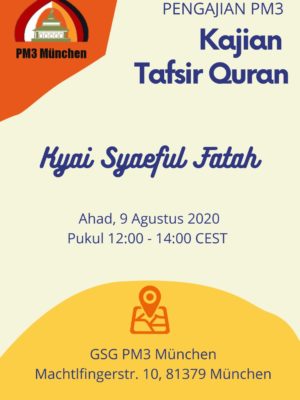 PM3 München
PENGAJIAN PM3
Kajian
Tafsir Quran
Kyai Syaeful Fatah
Ahad, 9 Agustus 2020
Pukul 12:00 - 14:00 CEST
GSG PM3 München
Machtlfingerstr. 10, 81379 München